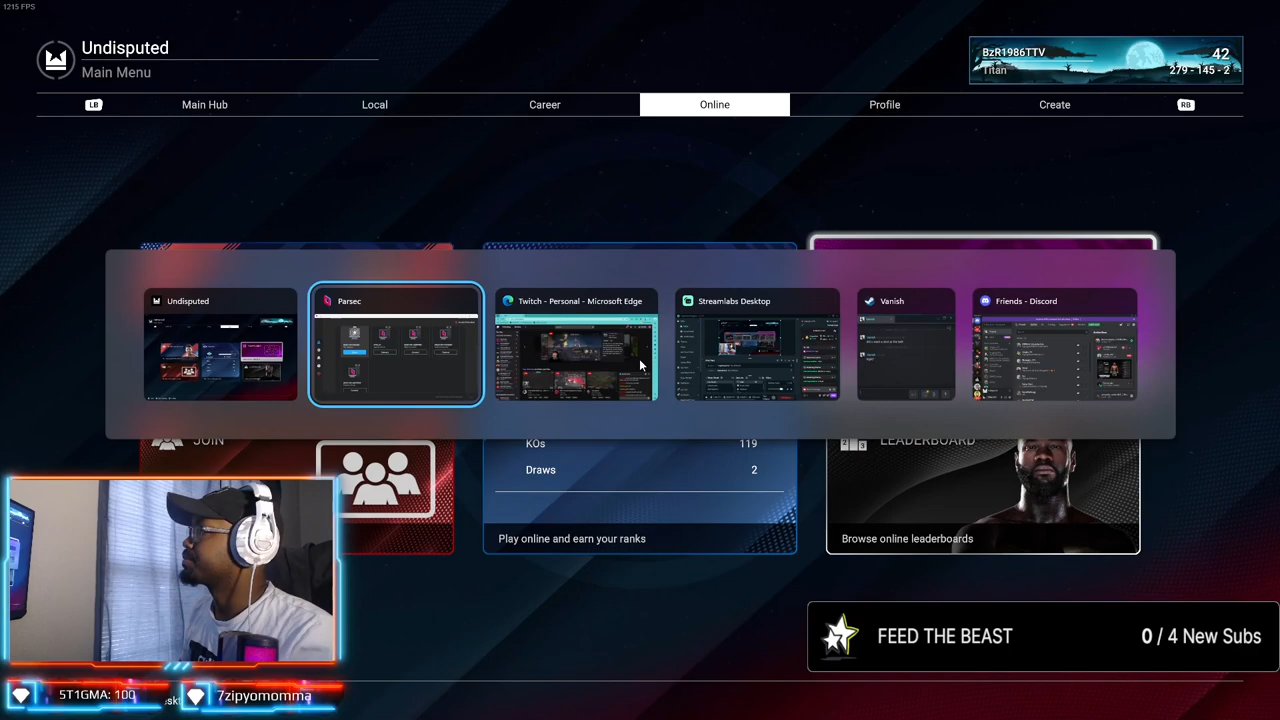 1215 FPS
Undisputed
Main Menu
BzR1986TTV
42
Titan
279 - 145 - 2
LB
Main Hub
Local
Career
Online
Profile
Create
RB
Undisputed
Parsec
Twitch - Personal - Microsoft Edge
Streamlabs Desktop
Vanish
Friends - Discord
JOIN
KOs
119
LEADERBOARD
Draws
2
Play online and earn your ranks
Browse online leaderboards
FEED THE BEAST
0 / 4 New Subs
5T1GMA: 100
7zipyomomma